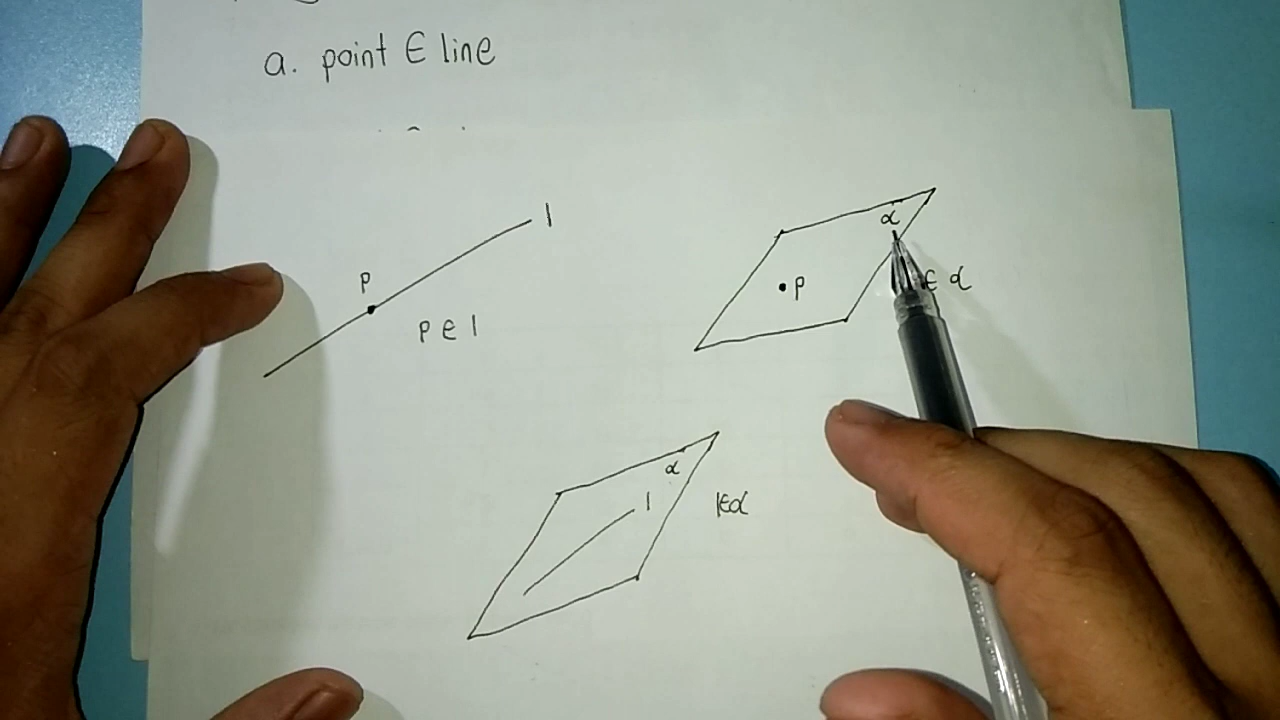 a. point ∈ line
l
α
P
•P
∈ α
P ∈ l
α
l
l∈α